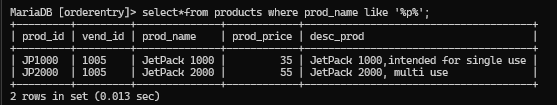 MariaDB [orderentry]> select*from products where prod_name like '%p%';
+---------+---------+--------------+------------+----------------------------------------+
| prod_id | vend_id | prod_name    | prod_price | desc_prod                              |
+---------+---------+--------------+------------+----------------------------------------+
| JP1000  | 1005    | JetPack 1000 |         35 | JetPack 1000,intended for single use |
| JP2000  | 1005    | JetPack 2000 |         55 | JetPack 2000, multi use              |
+---------+---------+--------------+------------+----------------------------------------+
2 rows in set (0.013 sec)